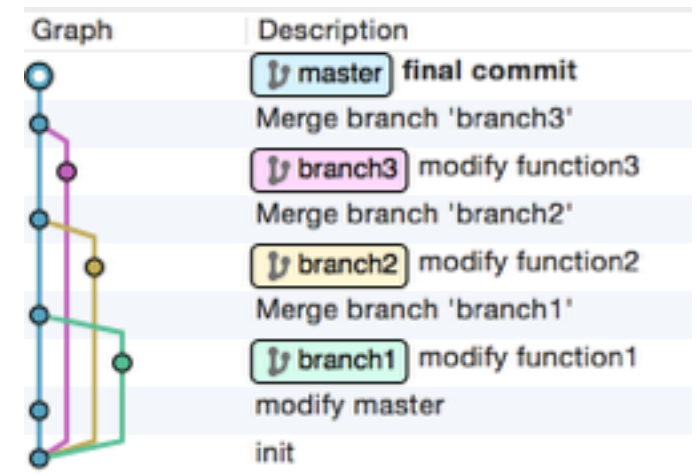 Graph Description
master final commit
Merge branch 'branch3'
branch3 modify function3
Merge branch 'branch2'
branch2 modify function2
Merge branch 'branch1'
branch1 modify function1
modify master
init